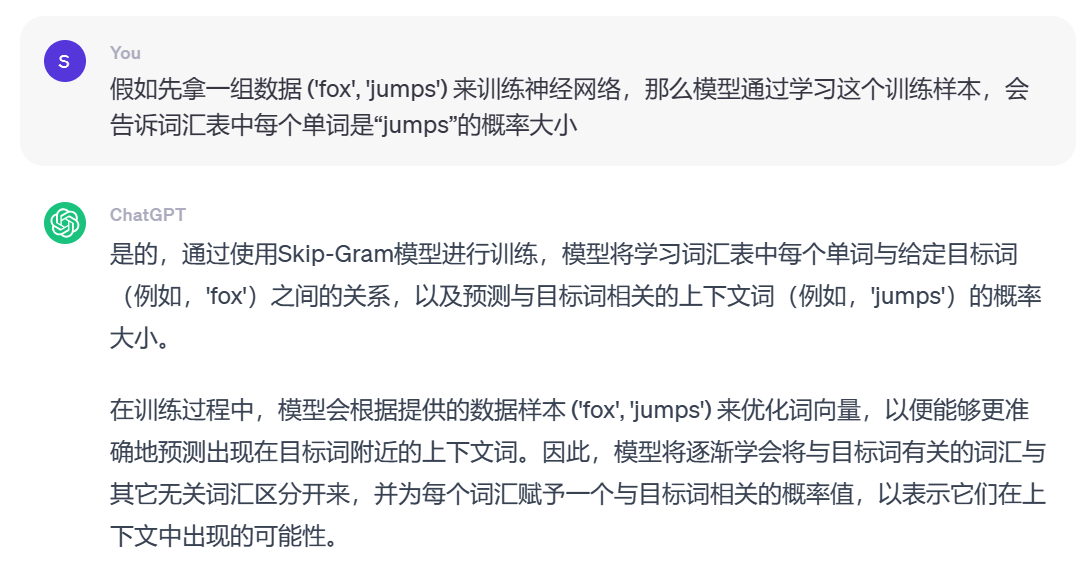 S
You
假如先拿一组数据 ('fox', 'jumps') 来训练神经网络，那么模型通过学习这个训练样本，会
告诉词汇表中每个单词是“jumps”的概率大小
ChatGPT
是的，通过使用Skip-Gram模型进行训练，模型将学习词汇表中每个单词与给定目标词
（例如，'fox'）之间的关系，以及预测与目标词相关的上下文词（例如，'jumps'）的概率
大小。
在训练过程中，模型会根据提供的数据样本 ('fox', 'jumps') 来优化词向量，以便能够更准
确地预测出现在目标词附近的上下文词。因此，模型将逐渐学会将与目标词有关的词汇与
其它无关词汇区分开来，并为每个词汇赋予一个与目标词相关的概率值，以表示它们在上
下文中出现的可能性。